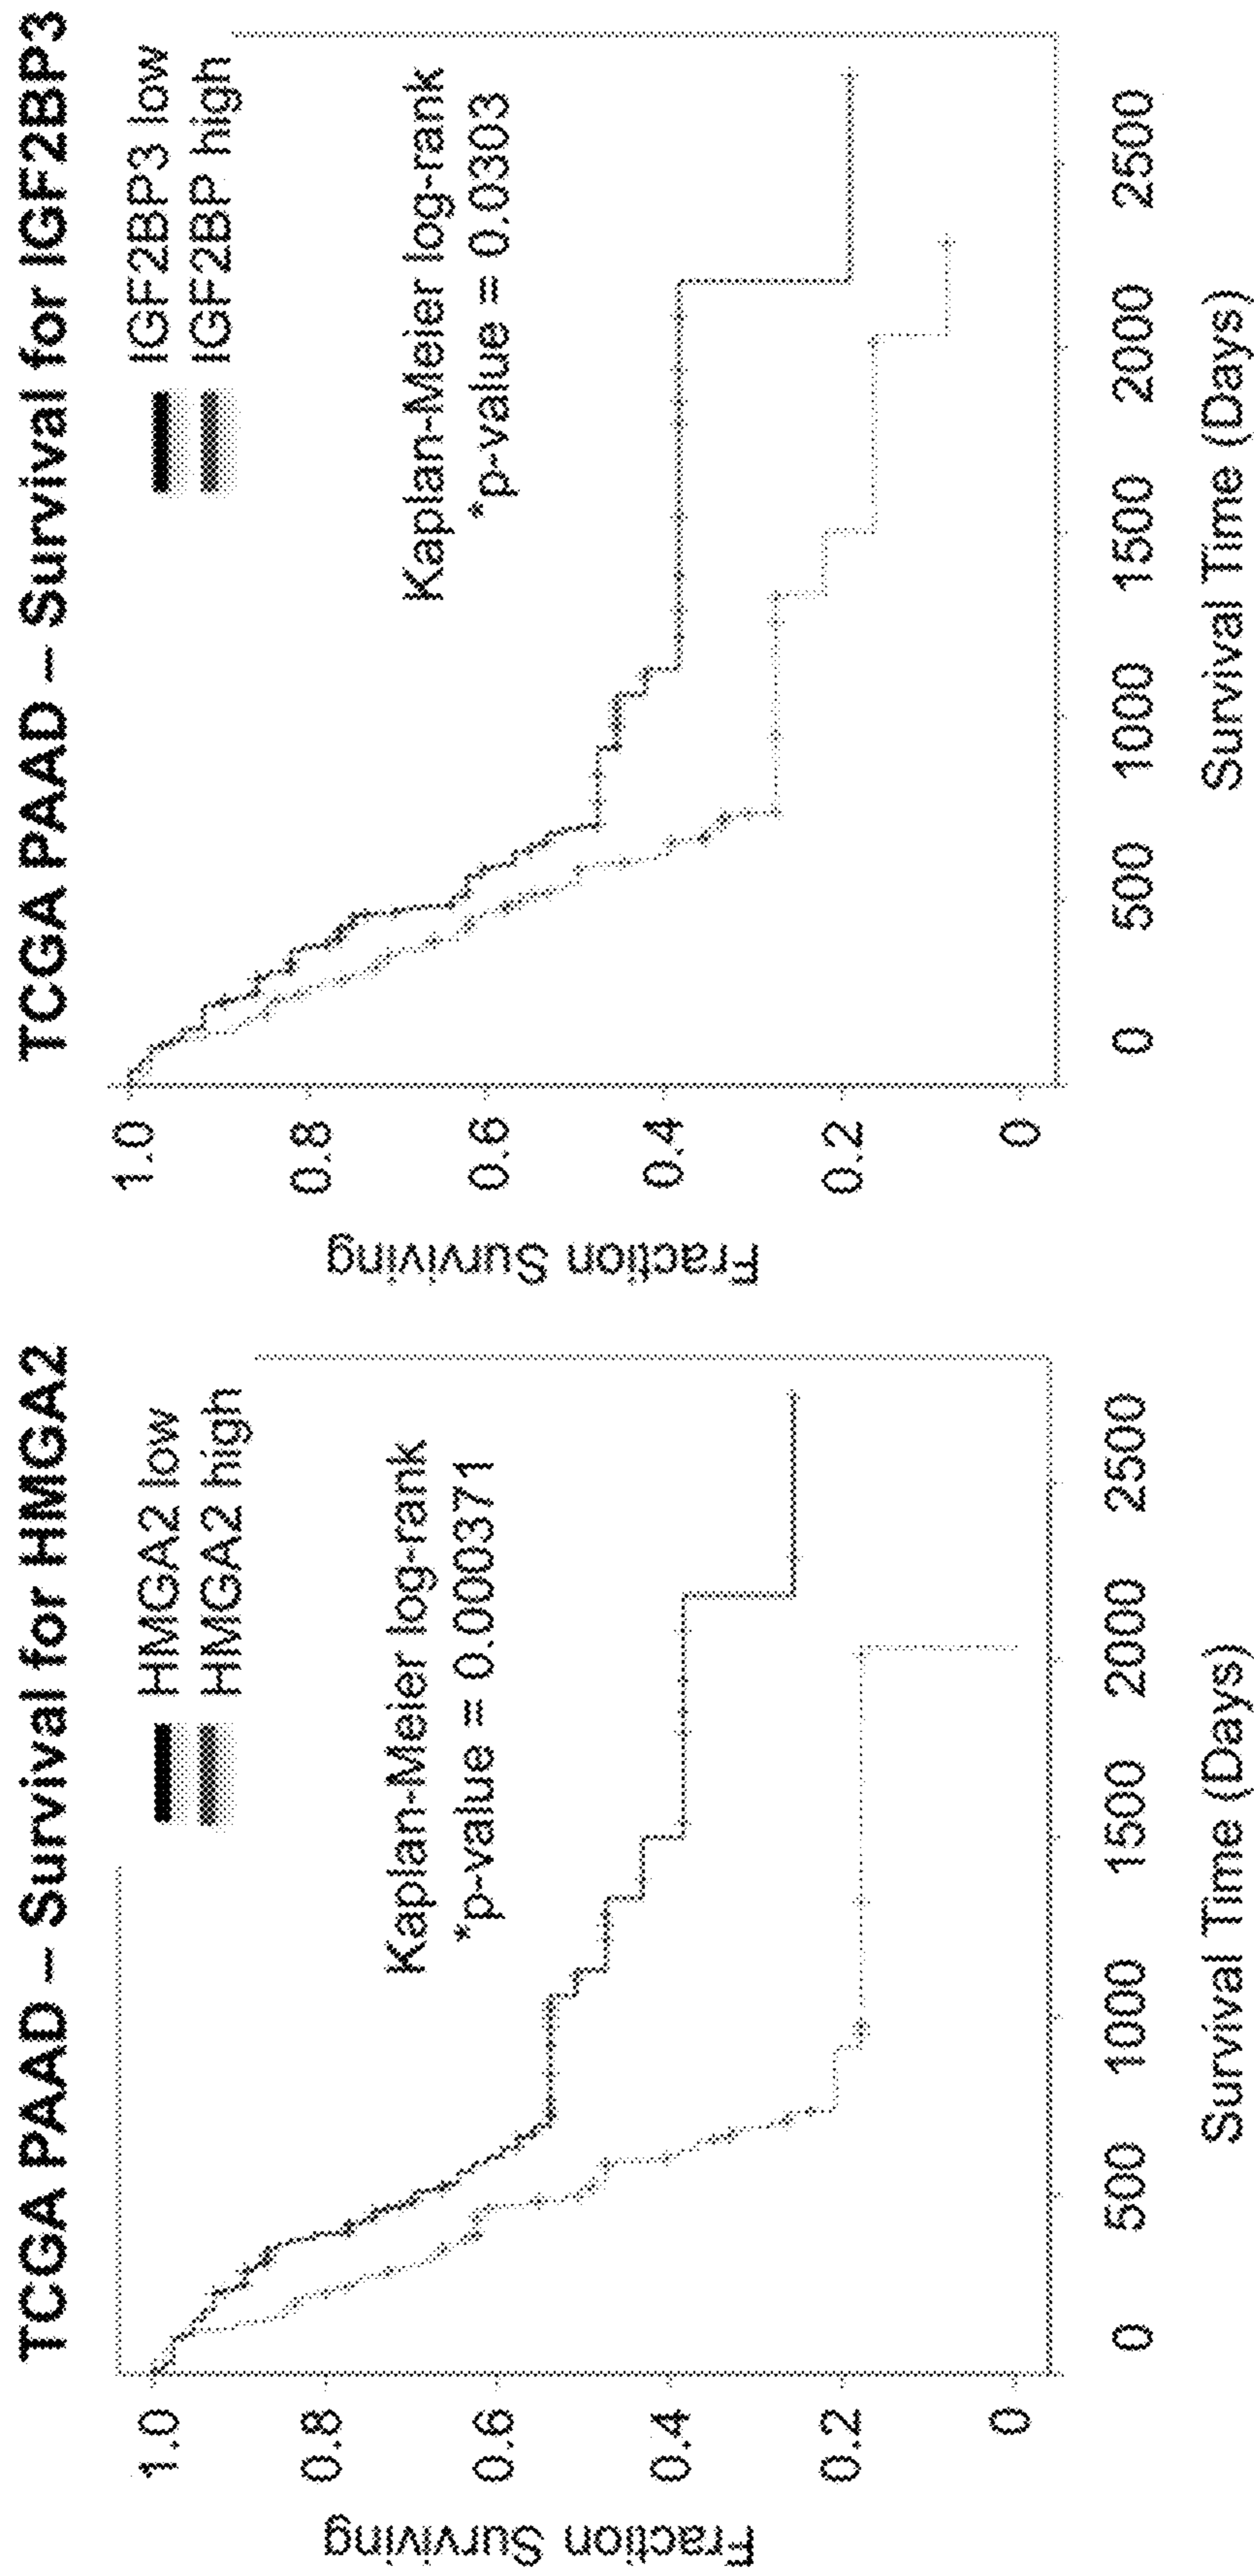 TCGA PAAD – Survival for HMGA2
HMGA2 low
HMGA2 high
Kaplan-Meier log-rank
*p-value = 0.000371
Fraction Surviving
1.0
0.8
0.6
0.4
0.2
0
0 500 1000 1500 2000 2500
Survival Time (Days)
TCGA PAAD – Survival for IGF2BP3
IGF2BP3 low
IGF2BP high
Kaplan-Meier log-rank
*p-value = 0.0303
Fraction Surviving
1.0
0.8
0.6
0.4
0.2
0
0 500 1000 1500 2000 2500
Survival Time (Days)